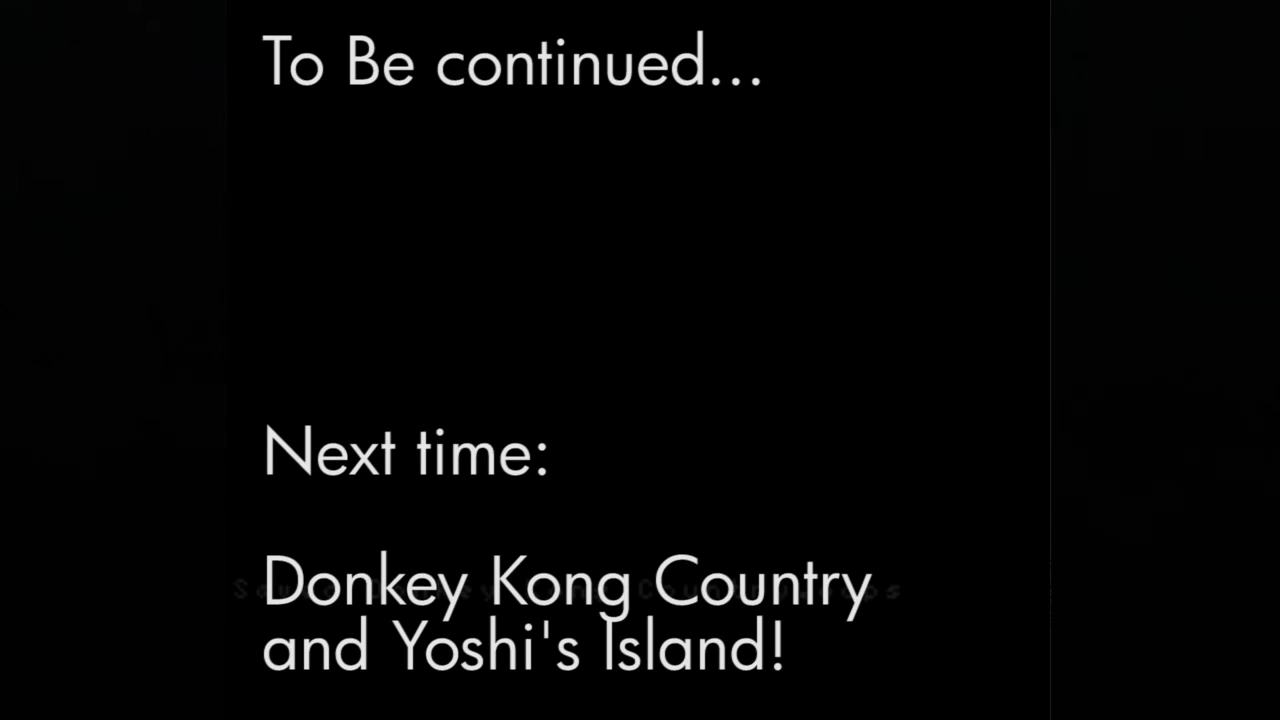 To Be continued...
Next time:
Donkey Kong Country
and Yoshi's Island!